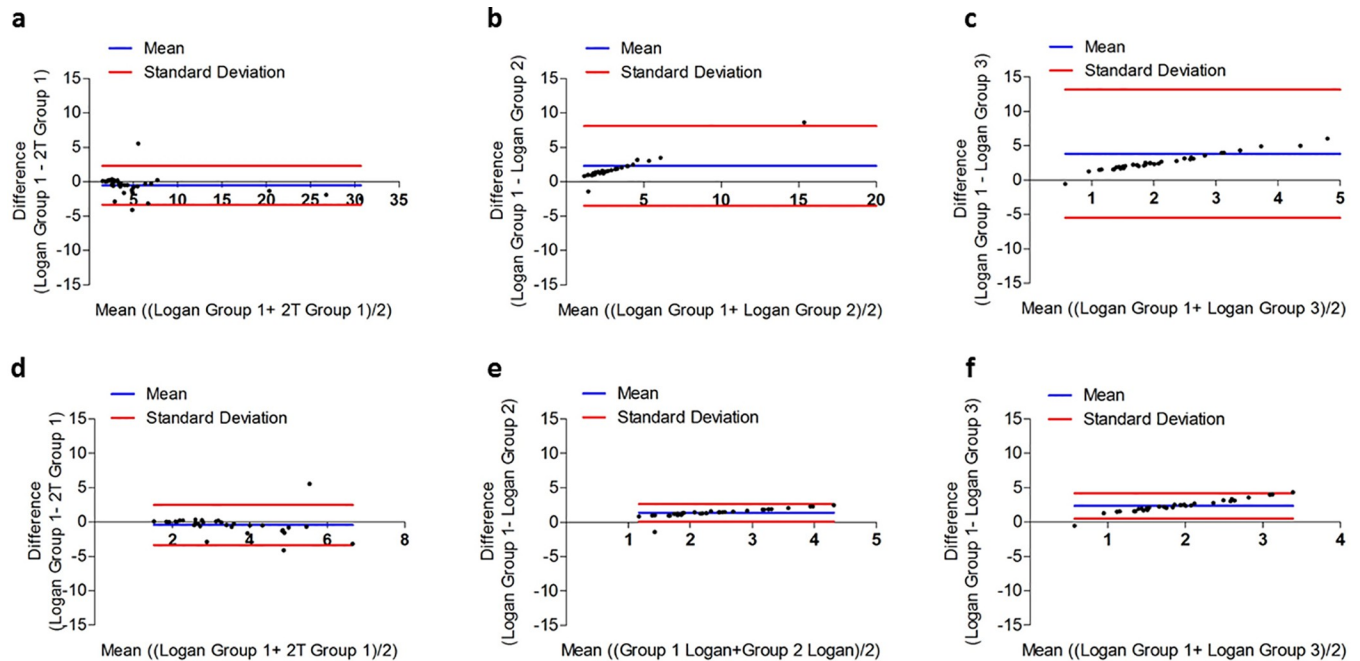 a
Mean
Standard Deviation
Difference
(Logan Group 1 - 2T Group 1)
15
10
5
0
-5
-10
-15
5 10 15 20 25 30 35
Mean ((Logan Group 1+ 2T Group 1)/2)
b
Mean
Standard Deviation
Difference
(Logan Group 1 - Logan Group 2)
15
10
5
0
-5
-10
-15
5 10 15 20
Mean ((Logan Group 1+ Logan Group 2)/2)
c
Mean
Standard Deviation
Difference
(Logan Group 1 - Logan Group 3)
15
10
5
0
-5
-10
-15
1 2 3 4 5
Mean ((Logan Group 1+ Logan Group 3)/2)
d
Mean
Standard Deviation
Difference
(Logan Group 1- 2T Group 1)
15
10
5
0
-5
-10
-15
2 4 6 8
Mean ((Logan Group 1+ 2T Group 1)/2)
e
Mean
Standard Deviation
Difference
(Logan Group 1- Logan Group 2)
15
10
5
0
-5
-10
-15
1 2 3 4 5
Mean ((Group 1 Logan+Group 2 Logan)/2)
f
Mean
Standard Deviation
Difference
(Logan Group 1- Logan Group 3)
15
10
5
0
-5
-10
-15
1 2 3 4
Mean ((Logan Group 1+ Logan Group 3)/2)